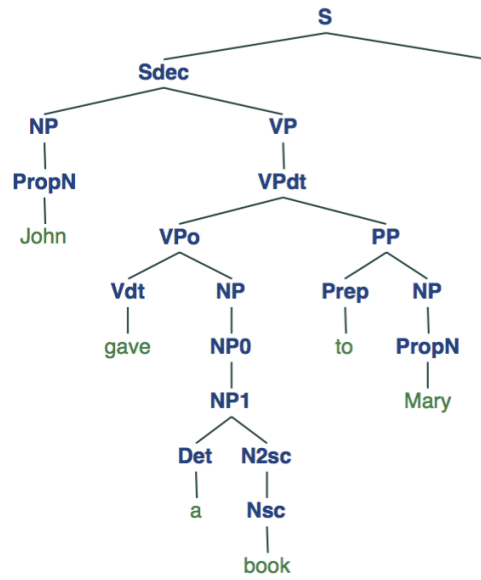 S
Sdec
NP VP
PropN VPdt
John VPo PP
Vdt NP Prep NP
gave NP0 to PropN
NP1 Mary
Det N2sc
a Nsc
book